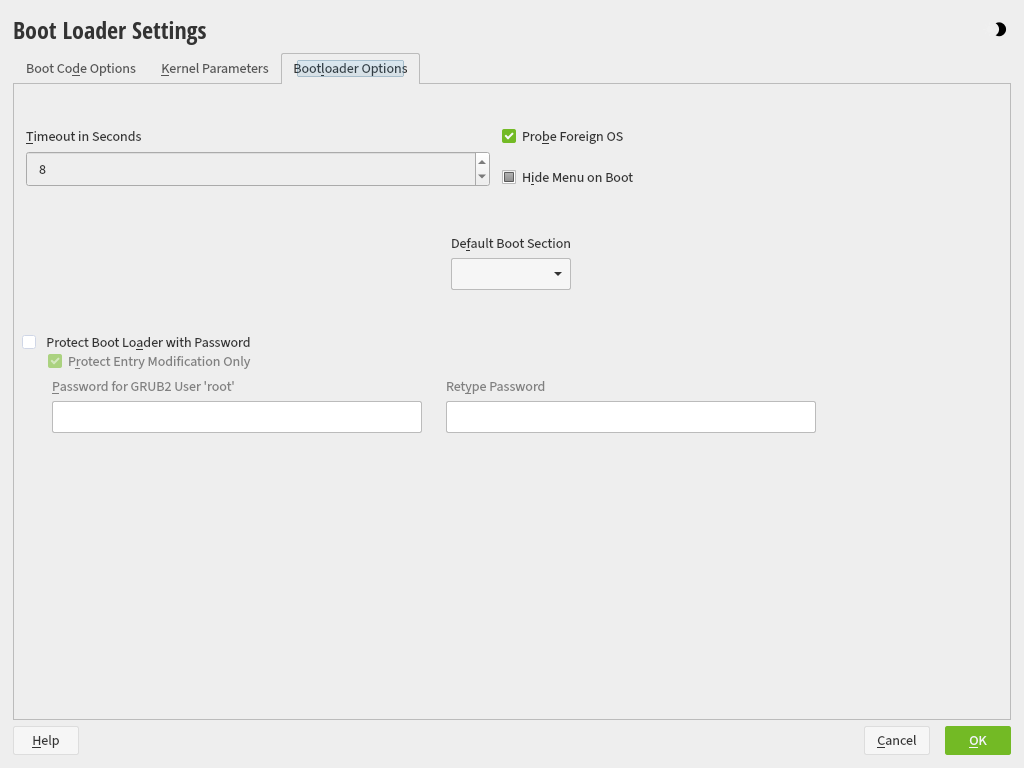 Boot Loader Settings
Boot Code Options Kernel Parameters Bootloader Options
Timeout in Seconds
8
Probe Foreign OS
Hide Menu on Boot
Default Boot Section
Protect Boot Loader with Password
Protect Entry Modification Only
Password for GRUB2 User 'root' Retype Password
Help Cancel OK